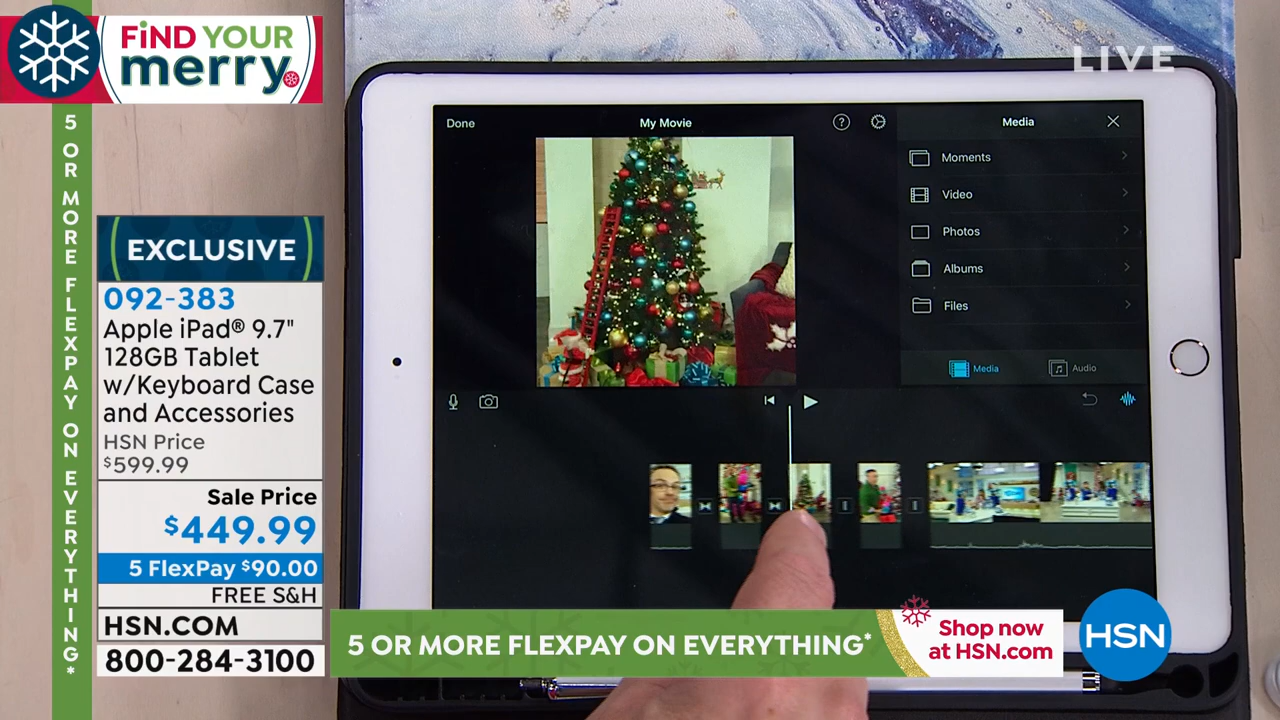 FiND YOUR
merry.
LIVE
5 OR MORE FLEXPAY ON EVERYTHING*
EXCLUSIVE
092-383
Apple iPad® 9.7"
128GB Tablet
w/Keyboard Case
and Accessories
HSN Price
$599.99
Sale Price
$449.99
5 FlexPay $90.00
FREE S&H
HSN.COM
800-284-3100
Done
My Movie
?
Media
Moments
Video
Photos
Albums
Files
Media
Audio
5 OR MORE FLEXPAY ON EVERYTHING*
Shop now
at HSN.com
HSN